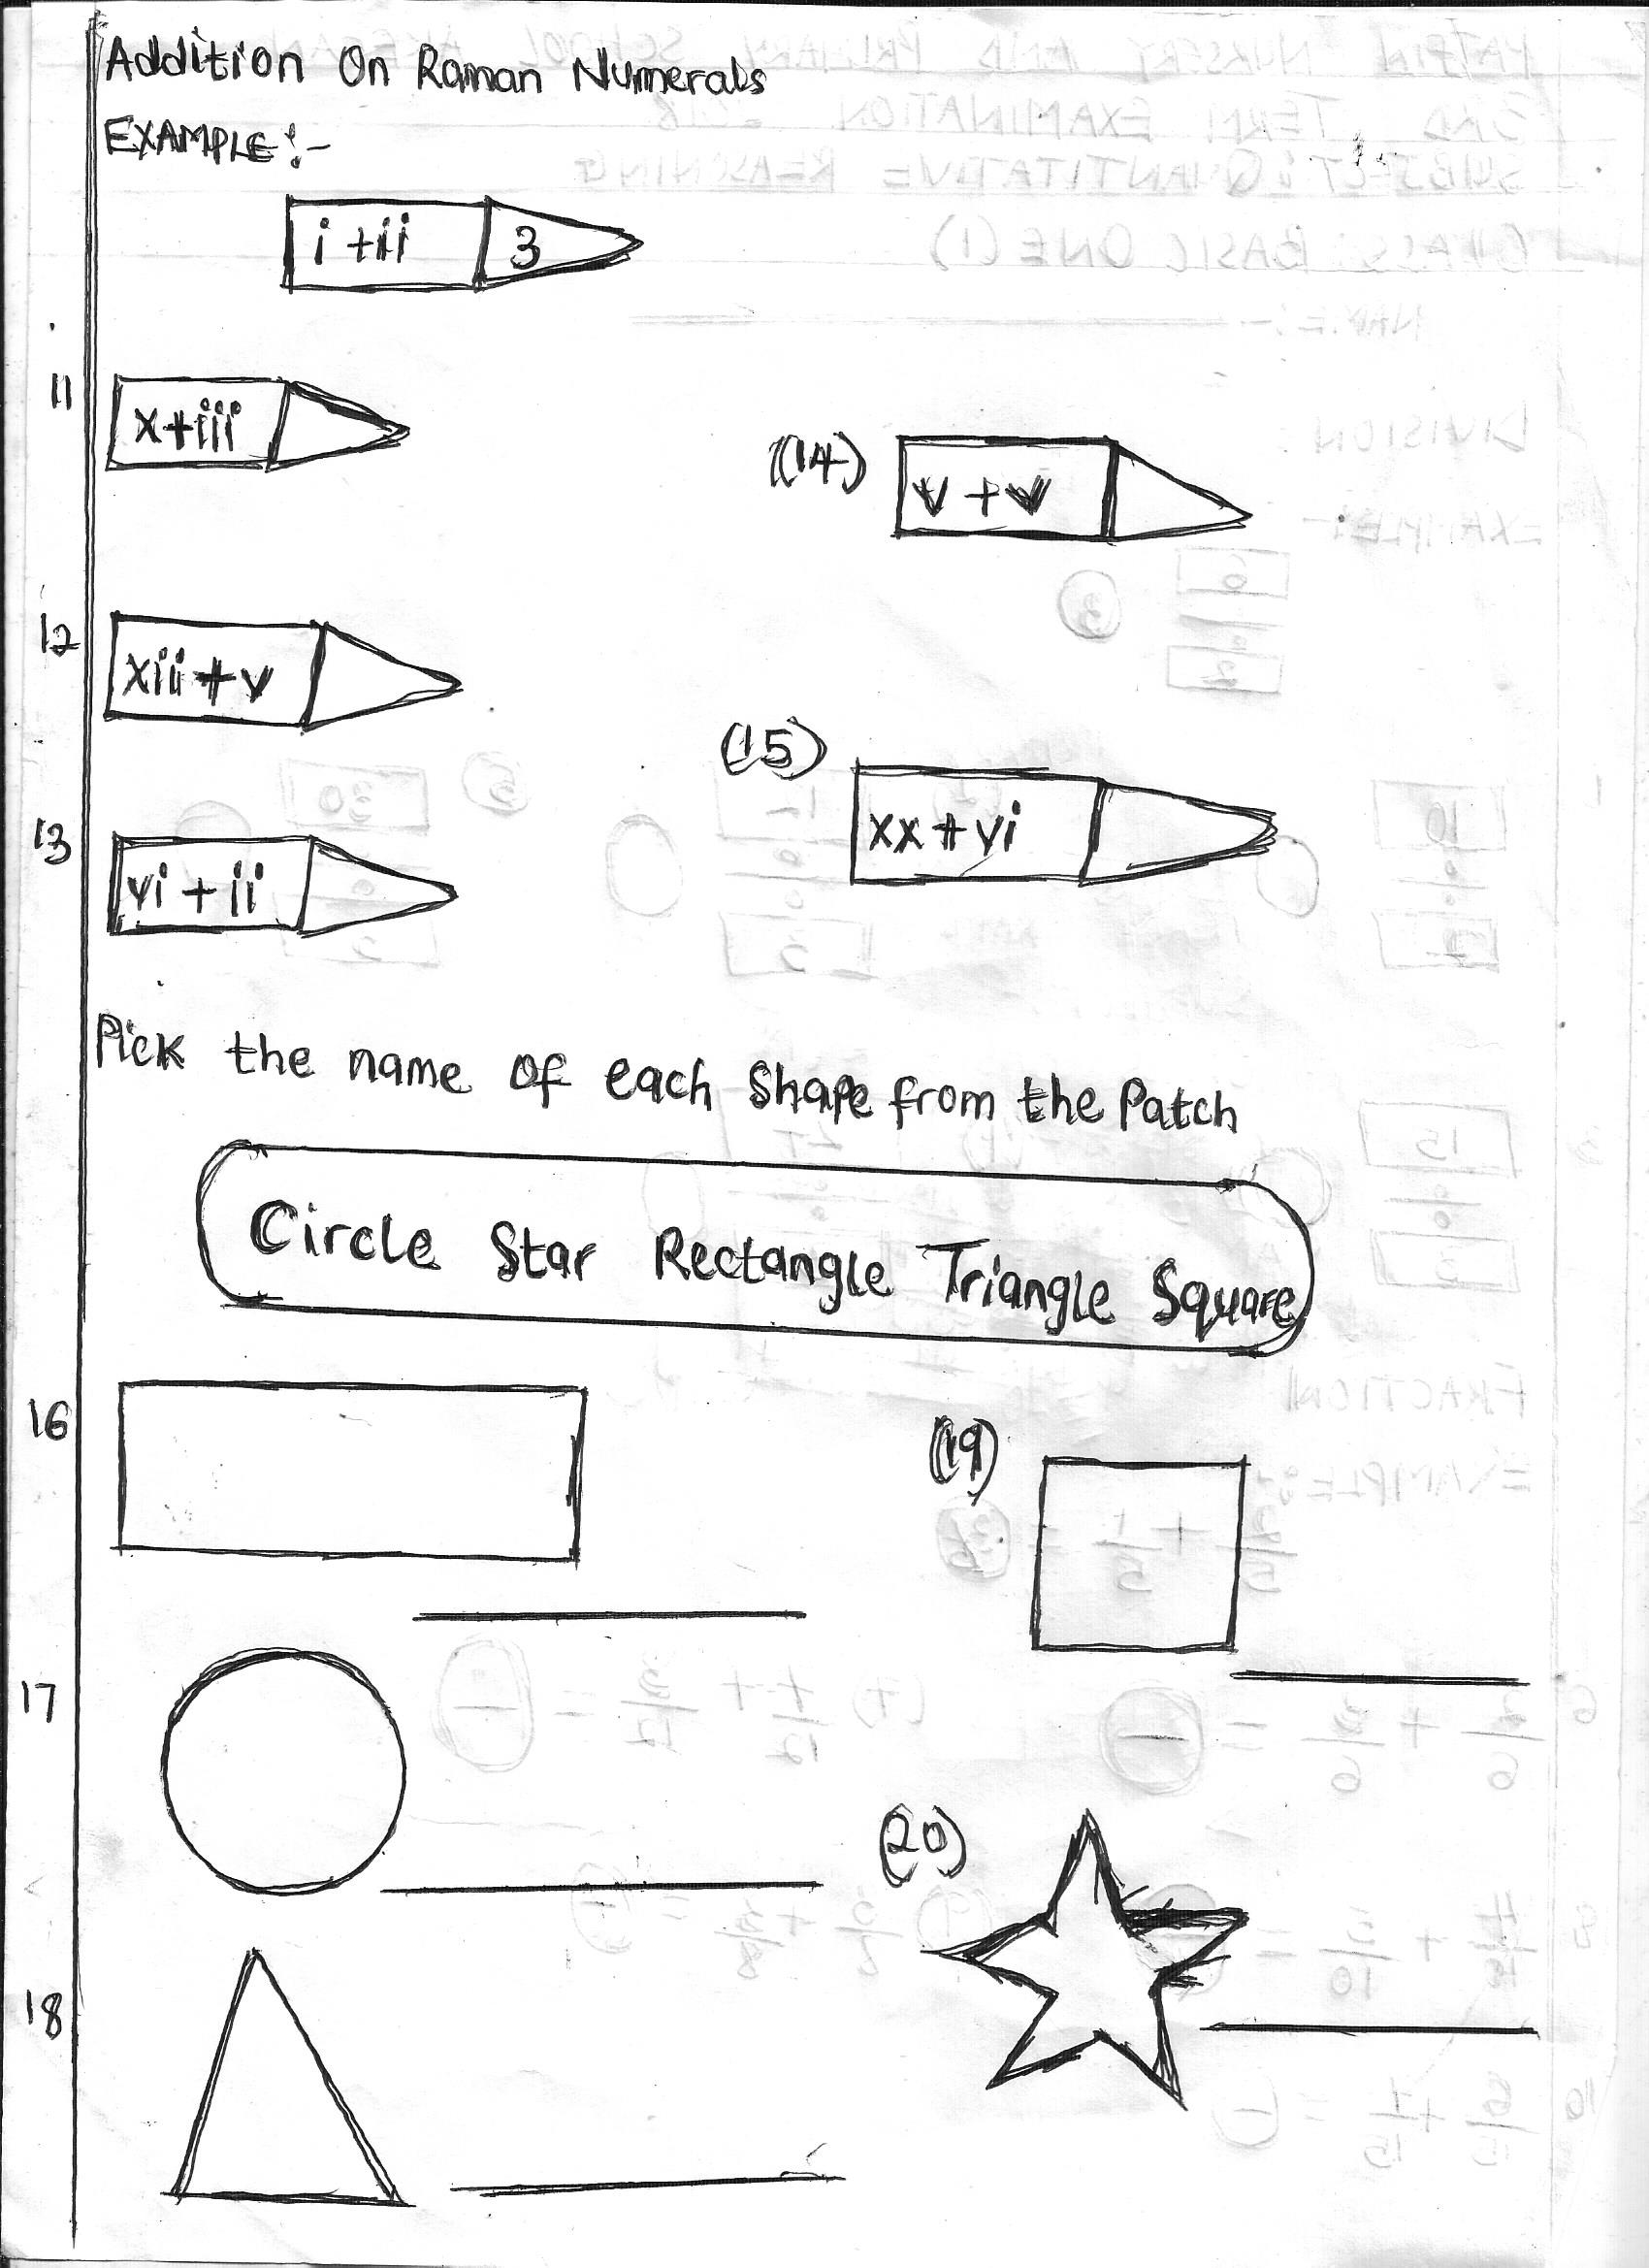 Addition On Raman Numerals
EXAMPLE:-
i + ii 3
11 x + iii
(14) v + v
12 xii + v
(15) xx + vi
13 vi + ii
Pick the name of each shape from the Patch
Circle Star Rectangle Triangle Square
16
(19)
17
(20)
18